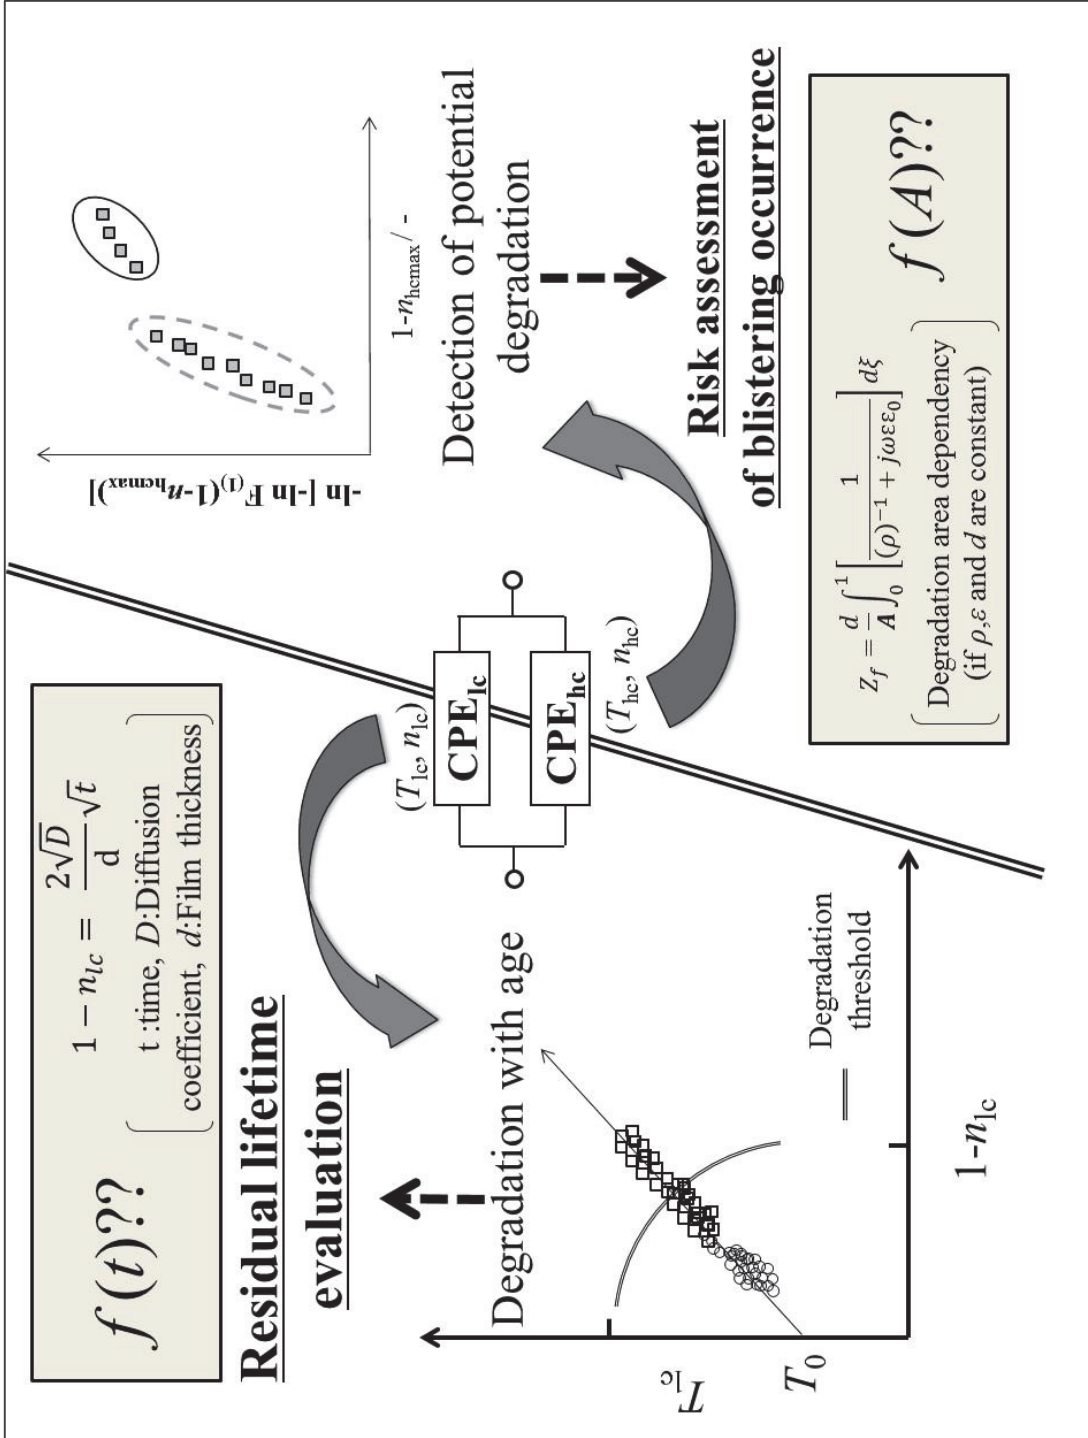 f(t)??
1 − n_lc = 2√D/d √t
t :time, D:Diffusion
coefficient, d:Film thickness
Residual lifetime
evaluation
Degradation with age
T_lc
T_0
1-n_lc
Degradation
threshold
(T_lc, n_lc)
CPE_lc
CPE_hc
(T_hc, n_hc)
-ln [-ln F_(1)(1-n_hcmax)]
1-n_hcmax/ -
Detection of potential
degradation
Risk assessment
of blistering occurrence
Z_f = d/A ∫_0^1 [1/((ρ)^−1 + jωεε_0)] dξ
Degradation area dependency
(if ρ,ε and d are constant)
f(A)??